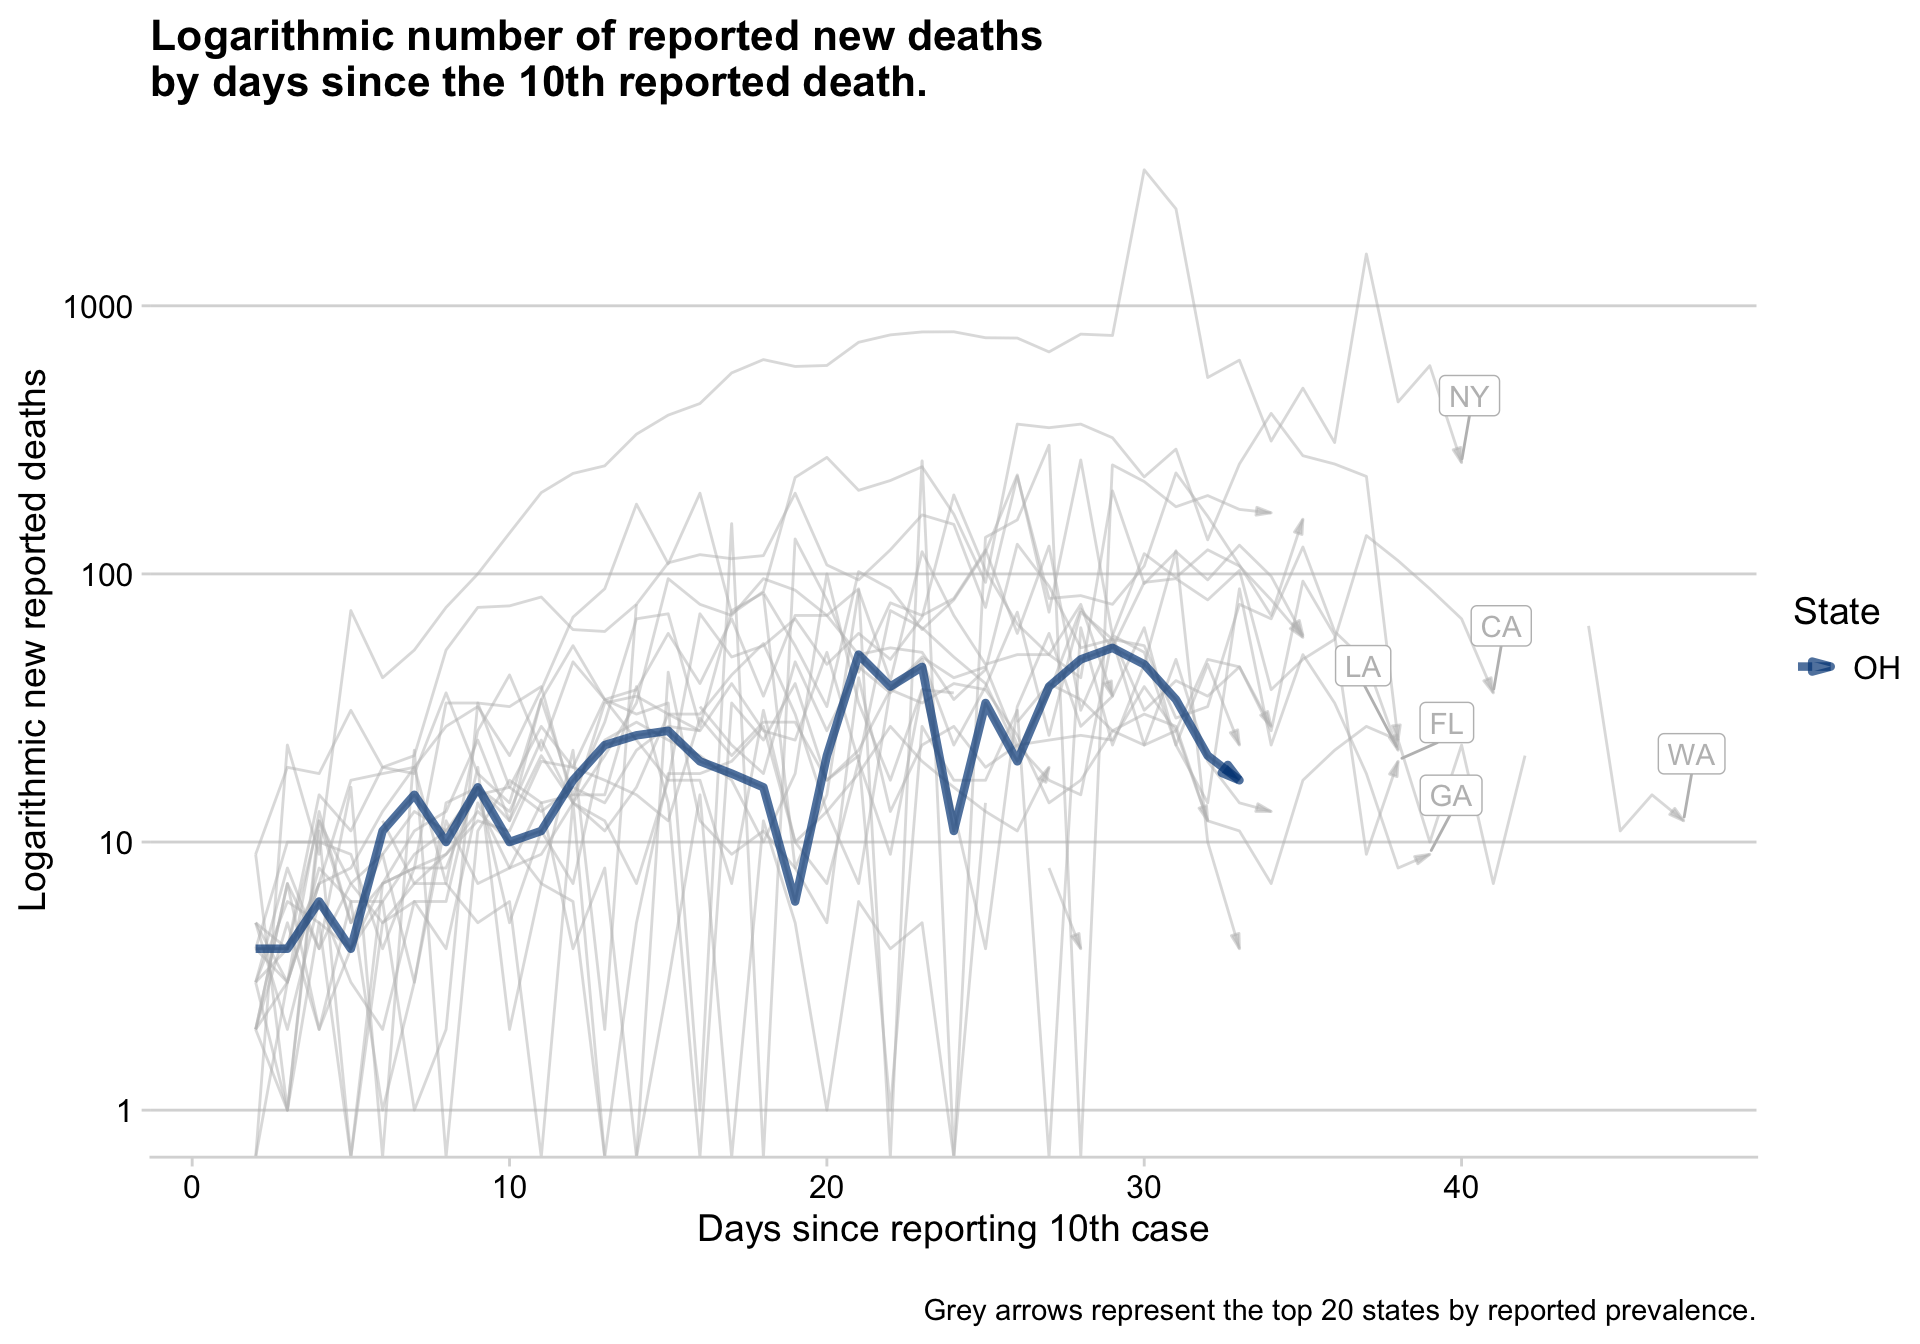 Logarithmic number of reported new deaths
by days since the 10th reported death.
Logarithmic new reported deaths
1000
100
10
1
NY
CA
LA
FL
WA
GA
State
OH
0 10 20 30 40
Days since reporting 10th case
Grey arrows represent the top 20 states by reported prevalence.